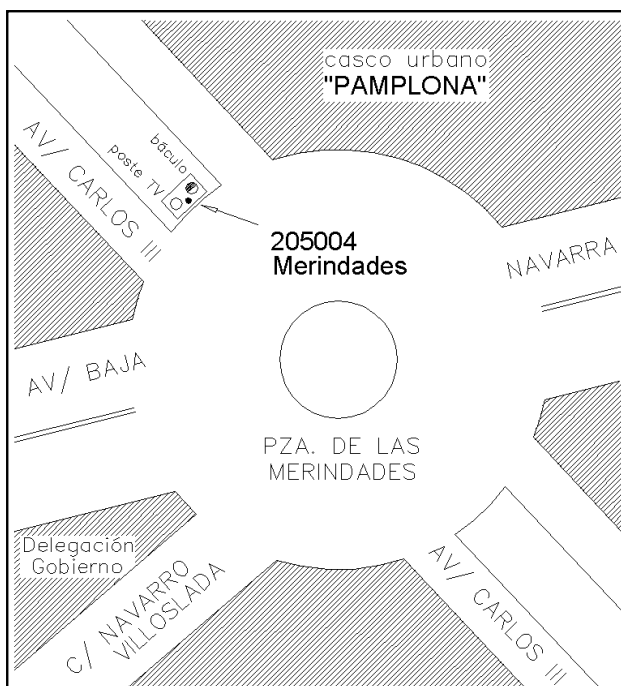 casco urbano
"PAMPLONA"
báculo
poste TV
AV/ CARLOS III
205004
Merindades
NAVARRA
AV/ BAJA
PZA. DE LAS
MERINDADES
Delegación
Gobierno
C/ NAVARRO
VILLOSLADA
AV/ CARLOS III